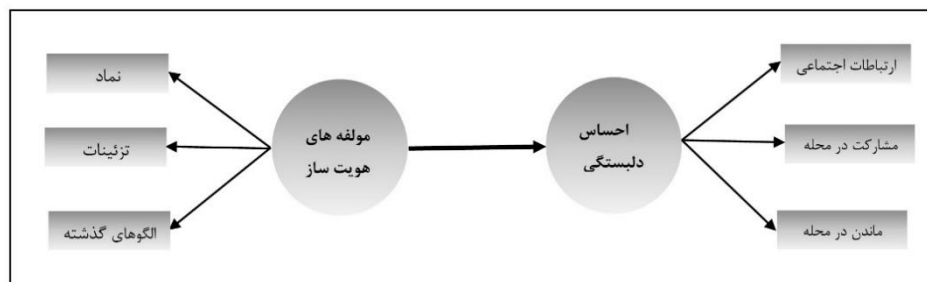 ارتباطات اجتماعی
مشارکت در محله
ماندن در محله
احساس
دلبستگی
مولفه های
هویت ساز
نماد
تزئینات
الگوهای گذشته